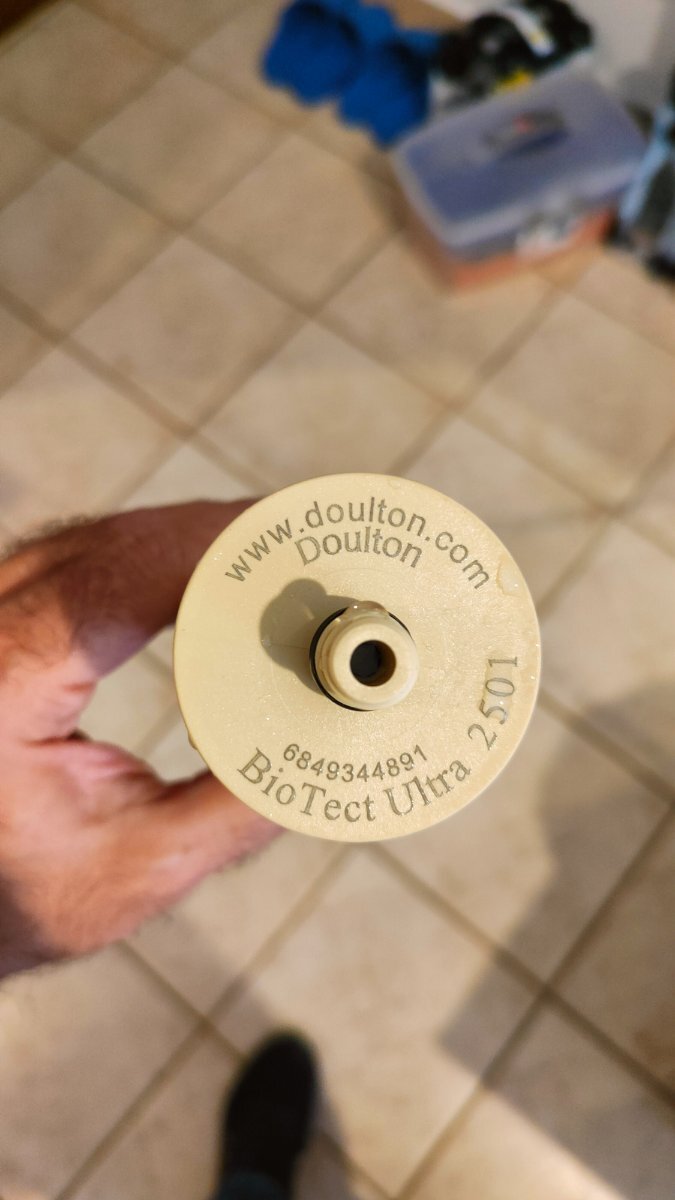 www.doulton.com
Doulton
2501
6849344891
BioTect Ultra